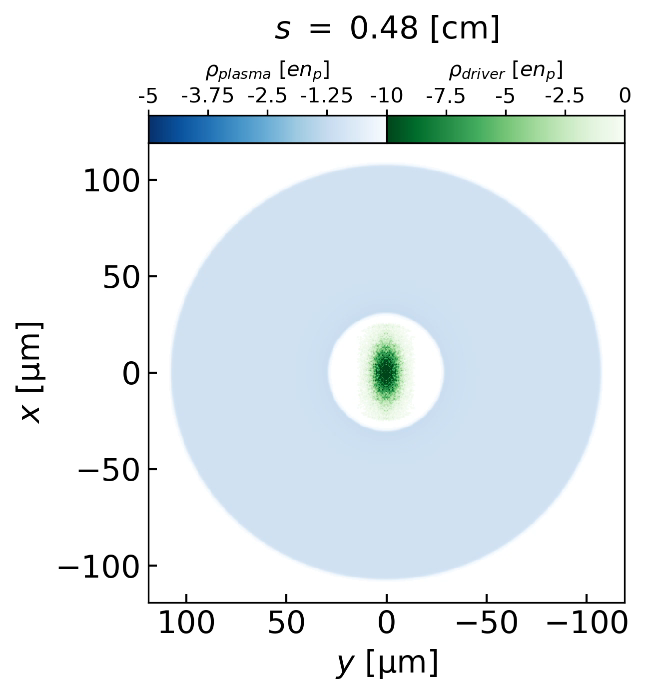 s = 0.48 [cm]
ρplasma [enp] ρdriver [enp]
-5 -3.75 -2.5 -1.25 -10 -7.5 -5 -2.5 0
100
50
0
−50
−100
x [μm]
100 50 0 −50 −100
y [μm]